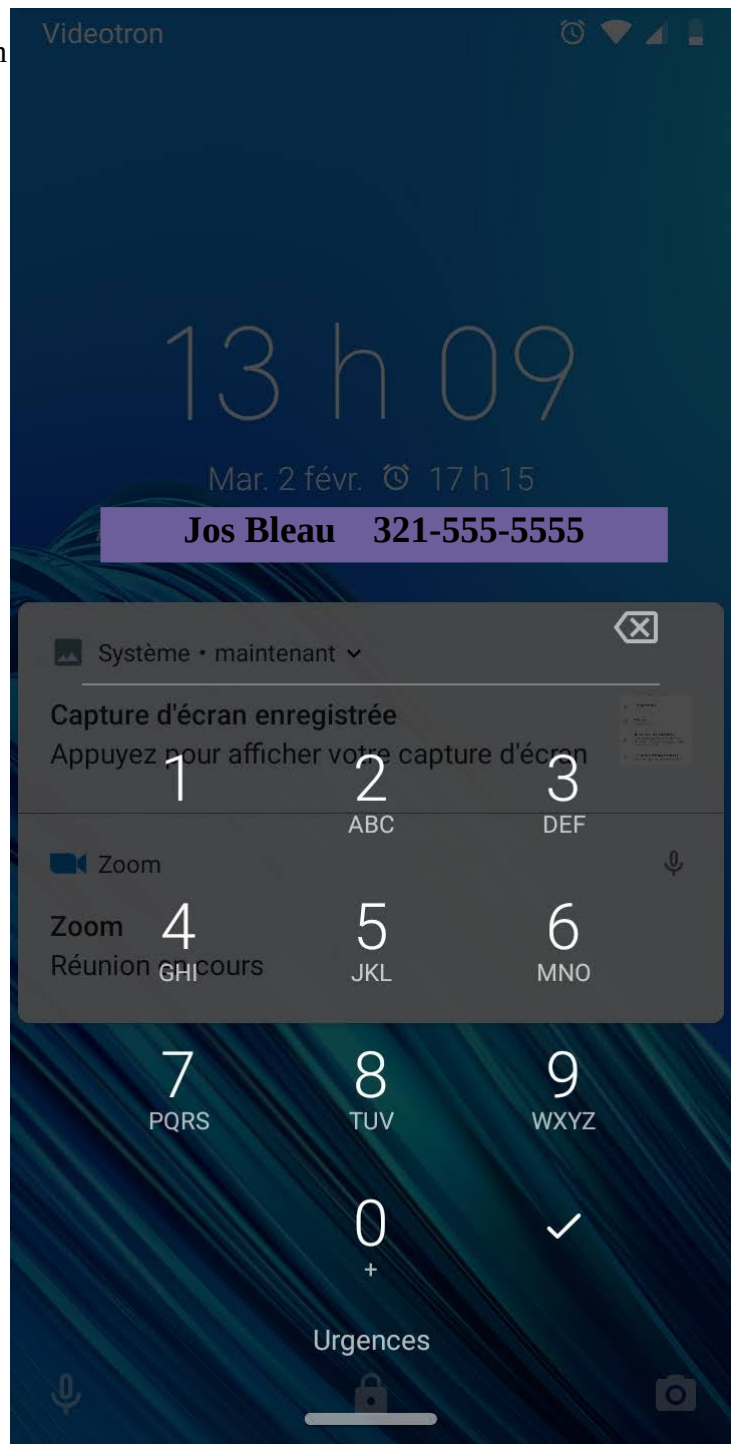 n
Videotron
13 h 09
Mar. 2 févr. 17 h 15
Jos Bleau 321-555-5555
Système • maintenant
Capture d'écran enregistrée
Appuyez pour afficher votre capture d'écran
1 2 3
ABC DEF
Zoom
Zoom
Réunion en cours
4 5 6
GHI JKL MNO
7 8 9
PQRS TUV WXYZ
0
+
Urgences